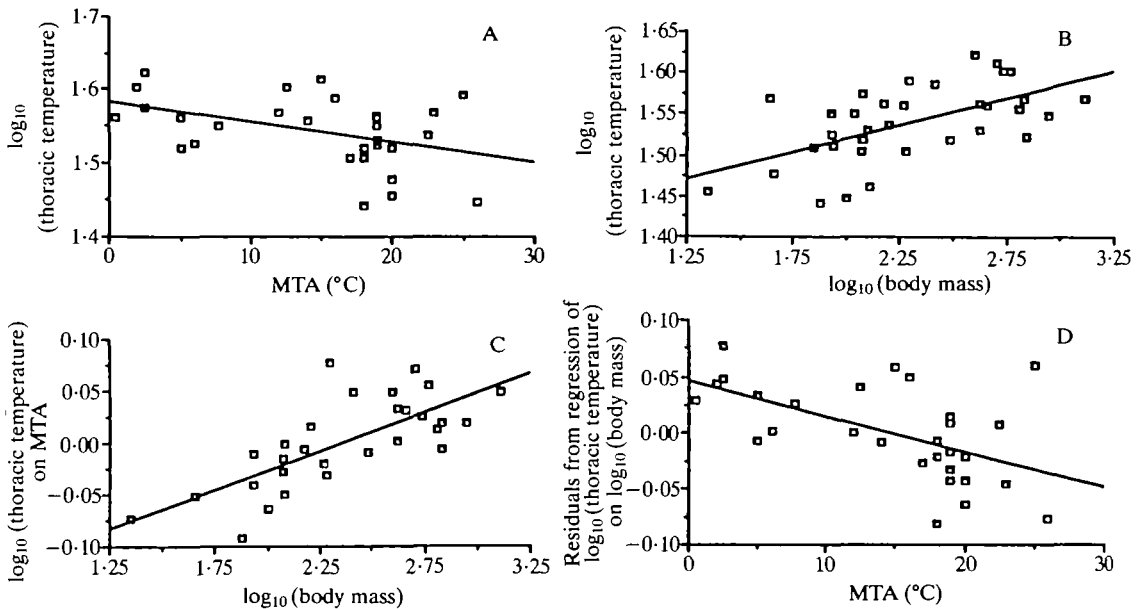 A
log₁₀
(thoracic temperature)
1·7
1·6
1·5
1·4
0
10
20
30
MTA (°C)
B
log₁₀
(thoracic temperature)
1·65
1·60
1·55
1·50
1·45
1·40
1·25
1·75
2·25
2·75
3·25
log₁₀ (body mass)
C
log₁₀ (thoracic temperature)
on MTA
0·10
0·05
0·00
−0·05
−0·10
1·25
1·75
2·25
2·75
3·25
log₁₀ (body mass)
D
Residuals from regression of
log₁₀ (thoracic temperature)
on log₁₀ (body mass)
0·10
0·05
0·00
−0·05
−0·10
0
10
20
30
MTA (°C)